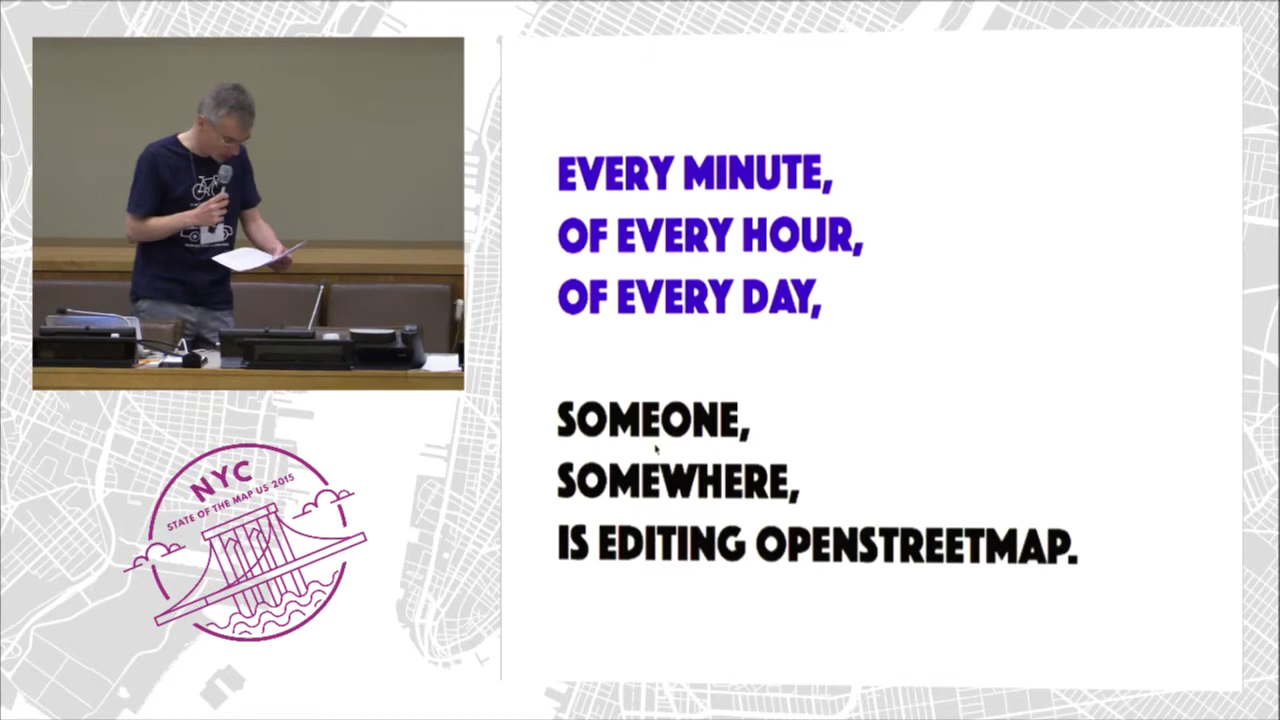 EVERY MINUTE,
OF EVERY HOUR,
OF EVERY DAY,
SOMEONE,
SOMEWHERE,
IS EDITING OPENSTREETMAP.
NYC
STATE OF THE MAP US 2015